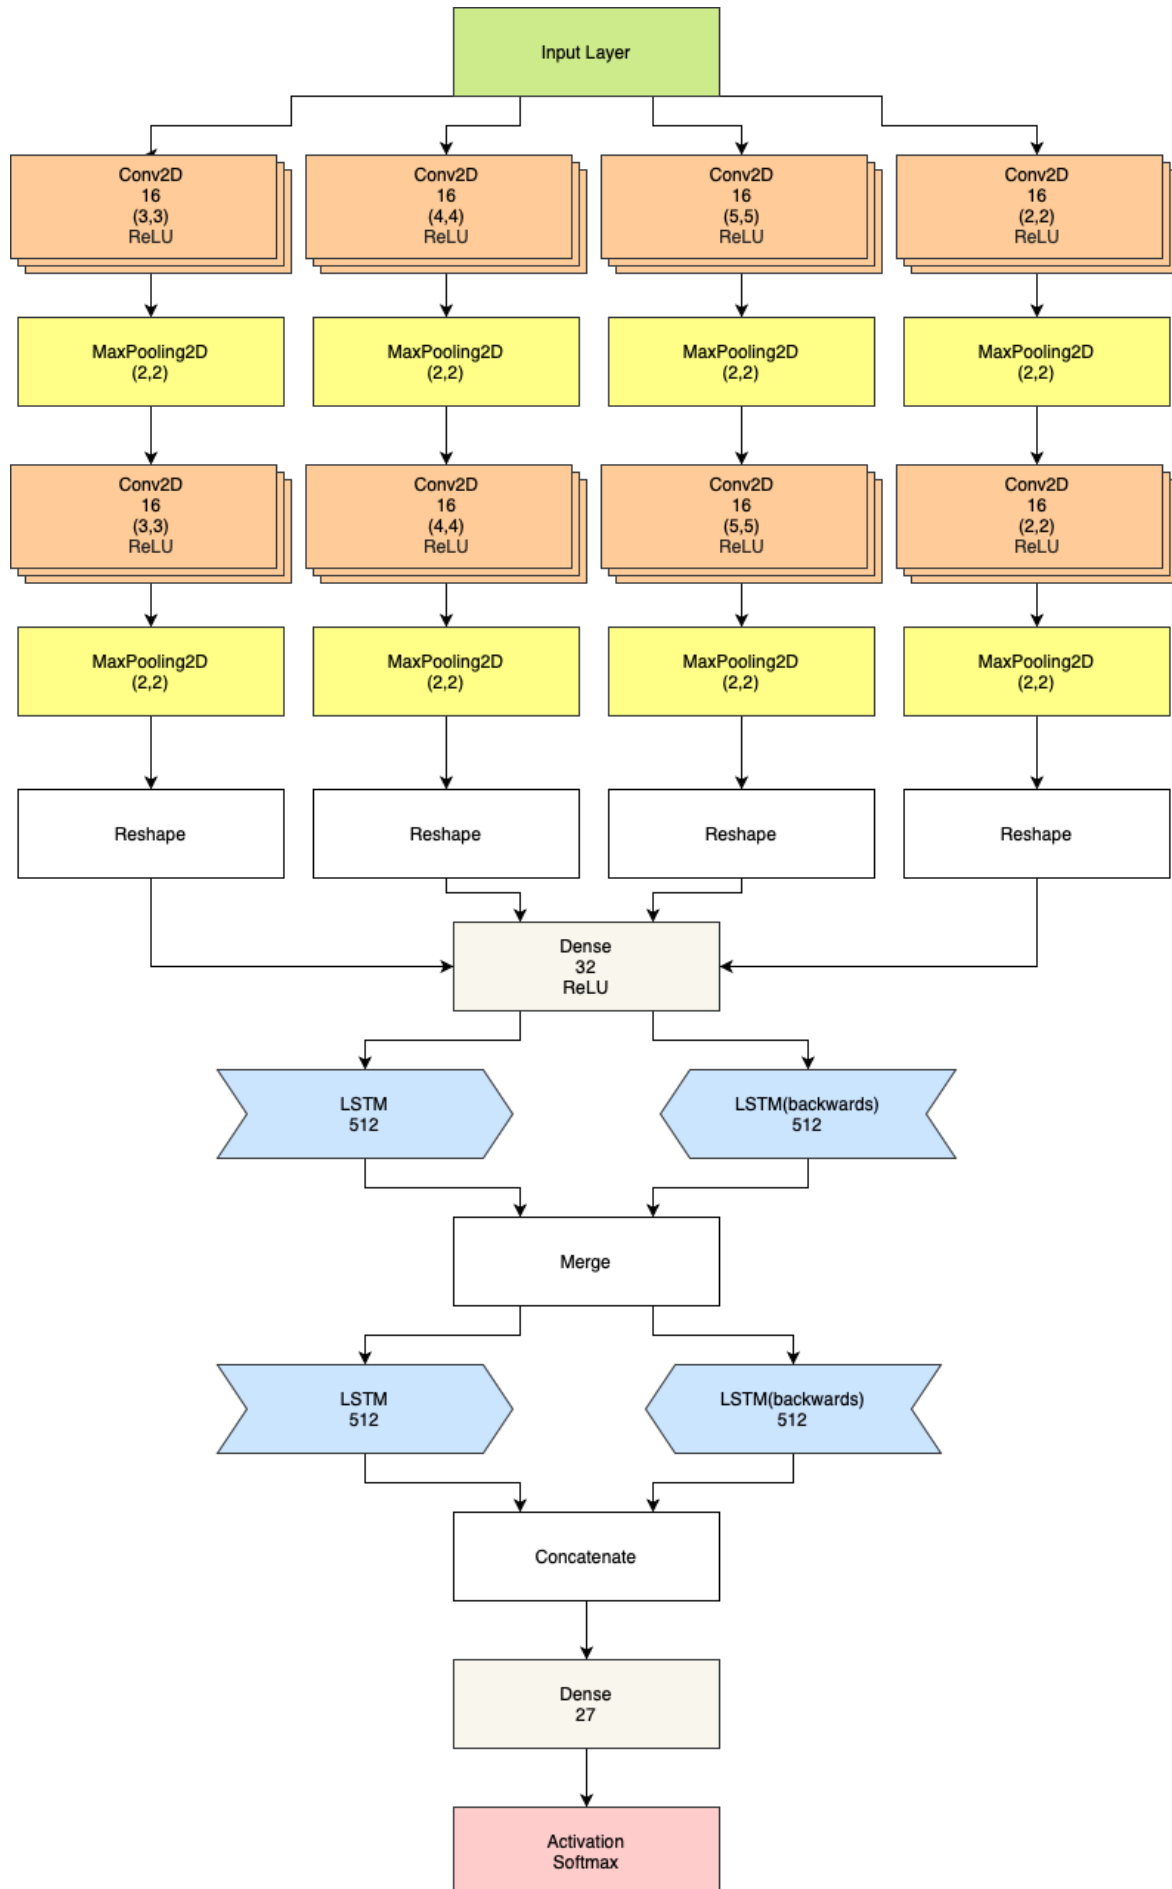 Input Layer
Conv2D
16
(3,3)
ReLU
Conv2D
16
(4,4)
ReLU
Conv2D
16
(5,5)
ReLU
Conv2D
16
(2,2)
ReLU
MaxPooling2D
(2,2)
MaxPooling2D
(2,2)
MaxPooling2D
(2,2)
MaxPooling2D
(2,2)
Conv2D
16
(3,3)
ReLU
Conv2D
16
(4,4)
ReLU
Conv2D
16
(5,5)
ReLU
Conv2D
16
(2,2)
ReLU
MaxPooling2D
(2,2)
MaxPooling2D
(2,2)
MaxPooling2D
(2,2)
MaxPooling2D
(2,2)
Reshape
Reshape
Reshape
Reshape
Dense
32
ReLU
LSTM
512
LSTM(backwards)
512
Merge
LSTM
512
LSTM(backwards)
512
Concatenate
Dense
27
Activation
Softmax